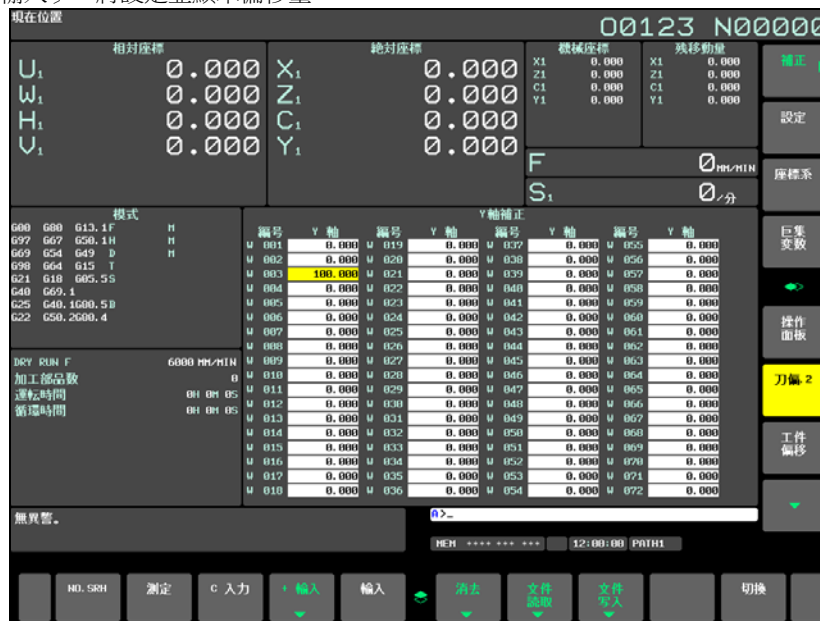 現在位置
O0123 N00000
相対座標
U1 0.000
W1 0.000
H1 0.000
V1 0.000
絶対座標
X1 0.000
Z1 0.000
C1 0.000
Y1 0.000
機械座標
X1 0.000
Z1 0.000
C1 0.000
Y1 0.000
残移動量
X1 0.000
Z1 0.000
C1 0.000
Y1 0.000
F 0MM/MIN
S1 0/分
模式
G00 G80 G13.1F M
G97 G67 G50.1H M
G69 G54 G49 D M
G98 G64 G15 T
G21 G18 G05.5S
G40 G69.1
G25 G40.1G80.5B
G22 G50.2G80.4
DRY RUN F 6000 MM/MIN
加工部品数 0
運転時間 0H 0M 0S
循環時間 0H 0M 0S
Y軸補正
編号 Y 軸 編号 Y 軸 編号 Y 軸 編号 Y 軸
W 001 0.000 W 019 0.000 W 037 0.000 W 055 0.000
W 002 0.000 W 020 0.000 W 038 0.000 W 056 0.000
W 003 100.000 W 021 0.000 W 039 0.000 W 057 0.000
W 004 0.000 W 022 0.000 W 040 0.000 W 058 0.000
W 005 0.000 W 023 0.000 W 041 0.000 W 059 0.000
W 006 0.000 W 024 0.000 W 042 0.000 W 060 0.000
W 007 0.000 W 025 0.000 W 043 0.000 W 061 0.000
W 008 0.000 W 026 0.000 W 044 0.000 W 062 0.000
W 009 0.000 W 027 0.000 W 045 0.000 W 063 0.000
W 010 0.000 W 028 0.000 W 046 0.000 W 064 0.000
W 011 0.000 W 029 0.000 W 047 0.000 W 065 0.000
W 012 0.000 W 030 0.000 W 048 0.000 W 066 0.000
W 013 0.000 W 031 0.000 W 049 0.000 W 067 0.000
W 014 0.000 W 032 0.000 W 050 0.000 W 068 0.000
W 015 0.000 W 033 0.000 W 051 0.000 W 069 0.000
W 016 0.000 W 034 0.000 W 052 0.000 W 070 0.000
W 017 0.000 W 035 0.000 W 053 0.000 W 071 0.000
W 018 0.000 W 036 0.000 W 054 0.000 W 072 0.000
無異警。
A>_
MEM **** *** *** 12:00:00 PATH1
補正
設定
座標系
巨集
変数
操作
面板
刀偏.2
工件
偏移
NO. SRH
測定
C 入力
+ 輸入
輸入
消去
文件
読取
文件
写入
切換